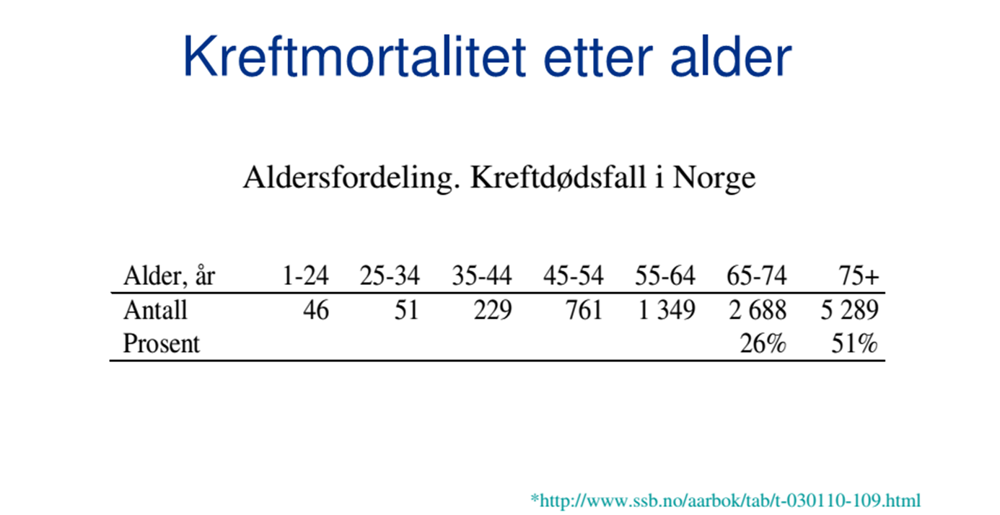 Kreftmortalitet etter alder
Aldersfordeling. Kreftdødsfall i Norge
Alder, år 1-24 25-34 35-44 45-54 55-64 65-74 75+
Antall 46 51 229 761 1 349 2 688 5 289
Prosent 26% 51%
*http://www.ssb.no/aarbok/tab/t-030110-109.html